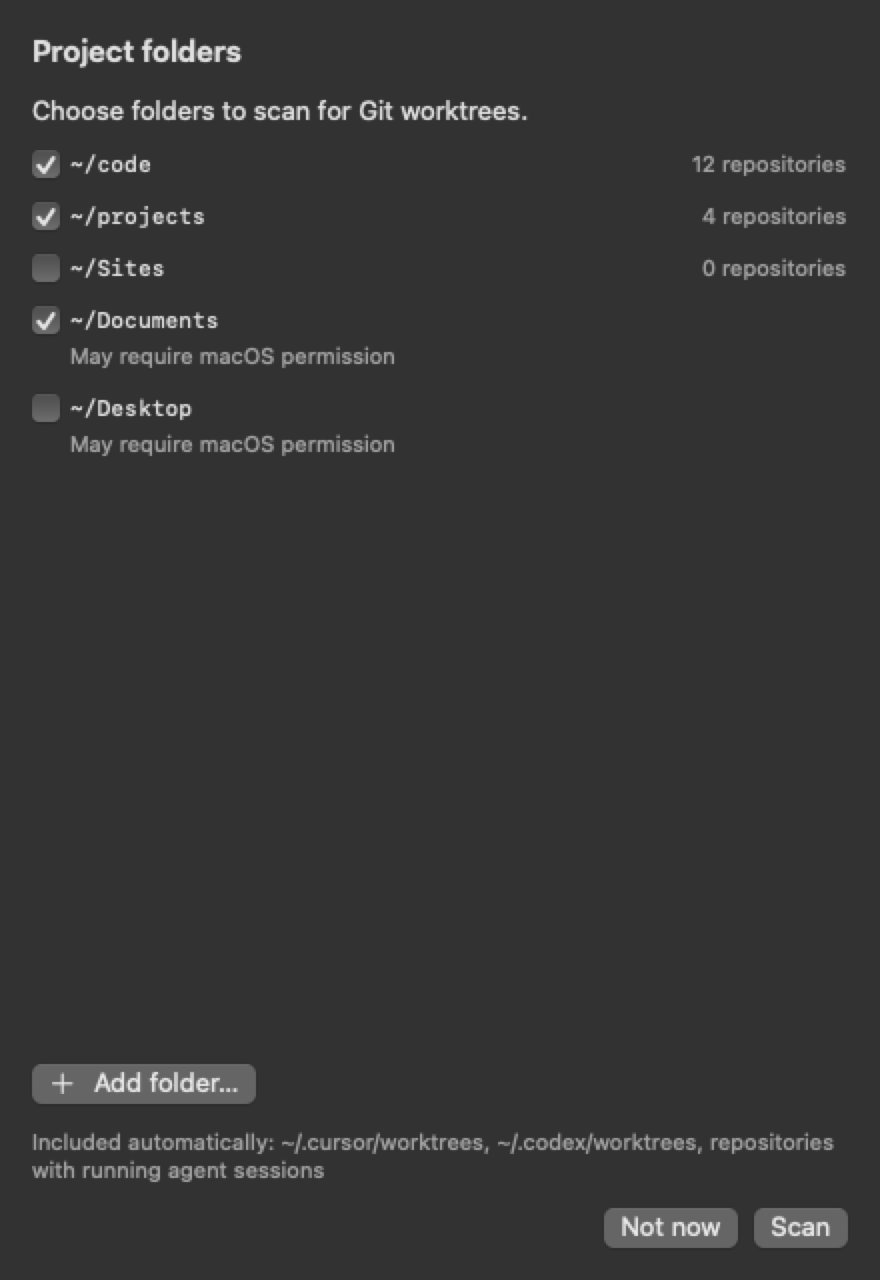 Project folders
Choose folders to scan for Git worktrees.
~/code 12 repositories
~/projects 4 repositories
~/Sites 0 repositories
~/Documents
May require macOS permission
~/Desktop
May require macOS permission
+ Add folder...
Included automatically: ~/.cursor/worktrees, ~/.codex/worktrees, repositories
with running agent sessions
Not now Scan